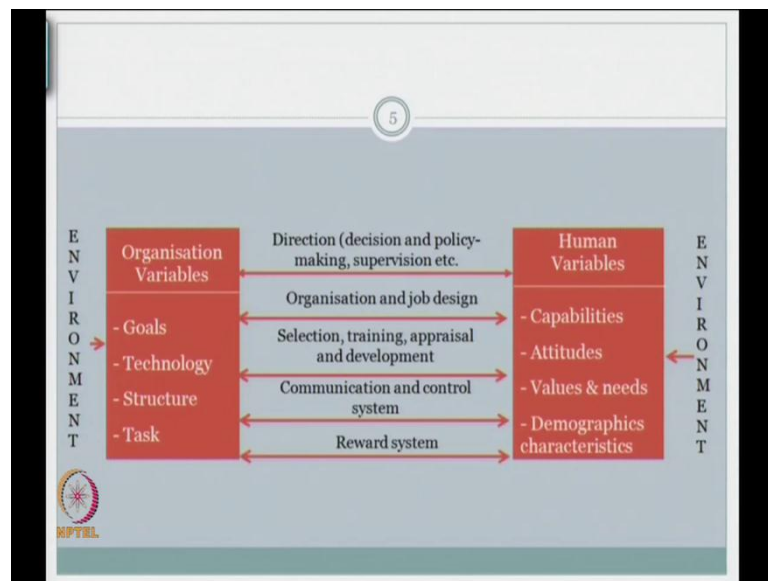 5
ENVIRONMENT
Organisation
Variables
- Goals
- Technology
- Structure
- Task
Direction (decision and policy-
making, supervision etc.
Organisation and job design
Selection, training, appraisal
and development
Communication and control
system
Reward system
Human
Variables
- Capabilities
- Attitudes
- Values & needs
- Demographics
characteristics
ENVIRONMENT
NPTEL